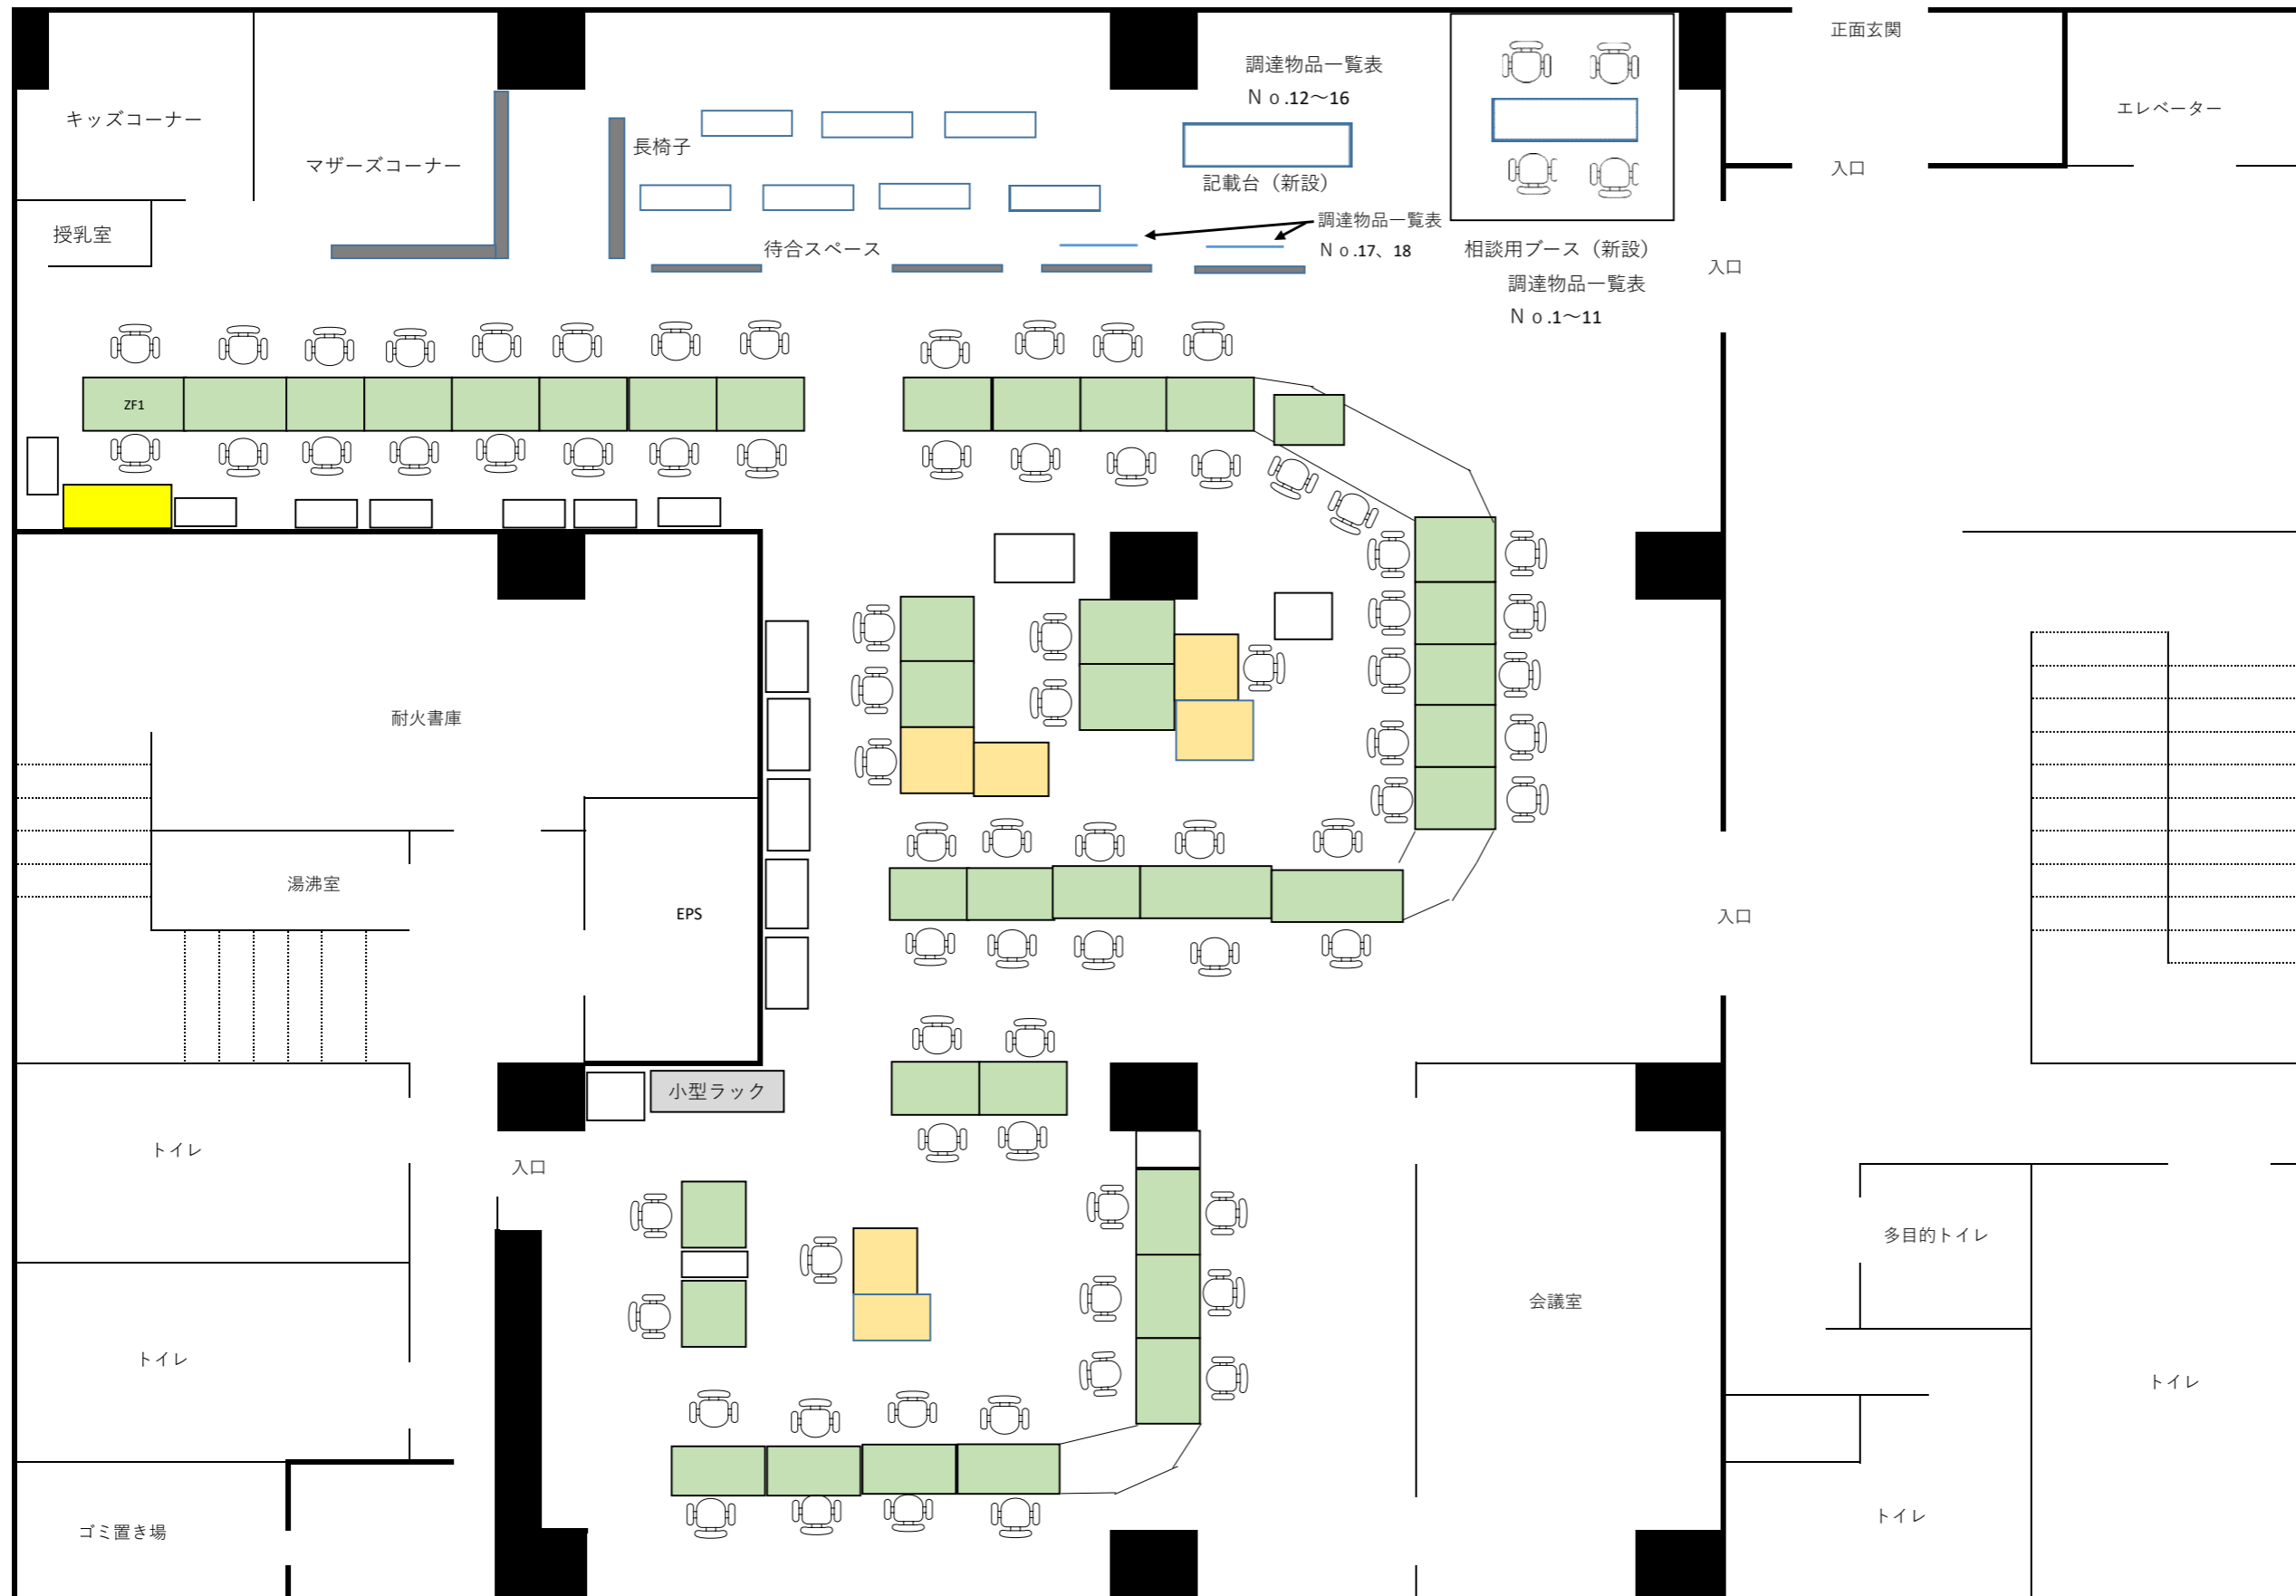 正面玄関
調達物品一覧表
Ｎｏ.12～16
エレベーター
キッズコーナー
長椅子
マザーズコーナー
入口
記載台（新設）
調達物品一覧表
Ｎｏ.17、18
授乳室
待合スペース
相談用ブース（新設）
入口
調達物品一覧表
Ｎｏ.1～11
ZF1
耐火書庫
湯沸室
EPS
入口
小型ラック
トイレ
入口
多目的トイレ
会議室
トイレ
トイレ
トイレ
ゴミ置き場